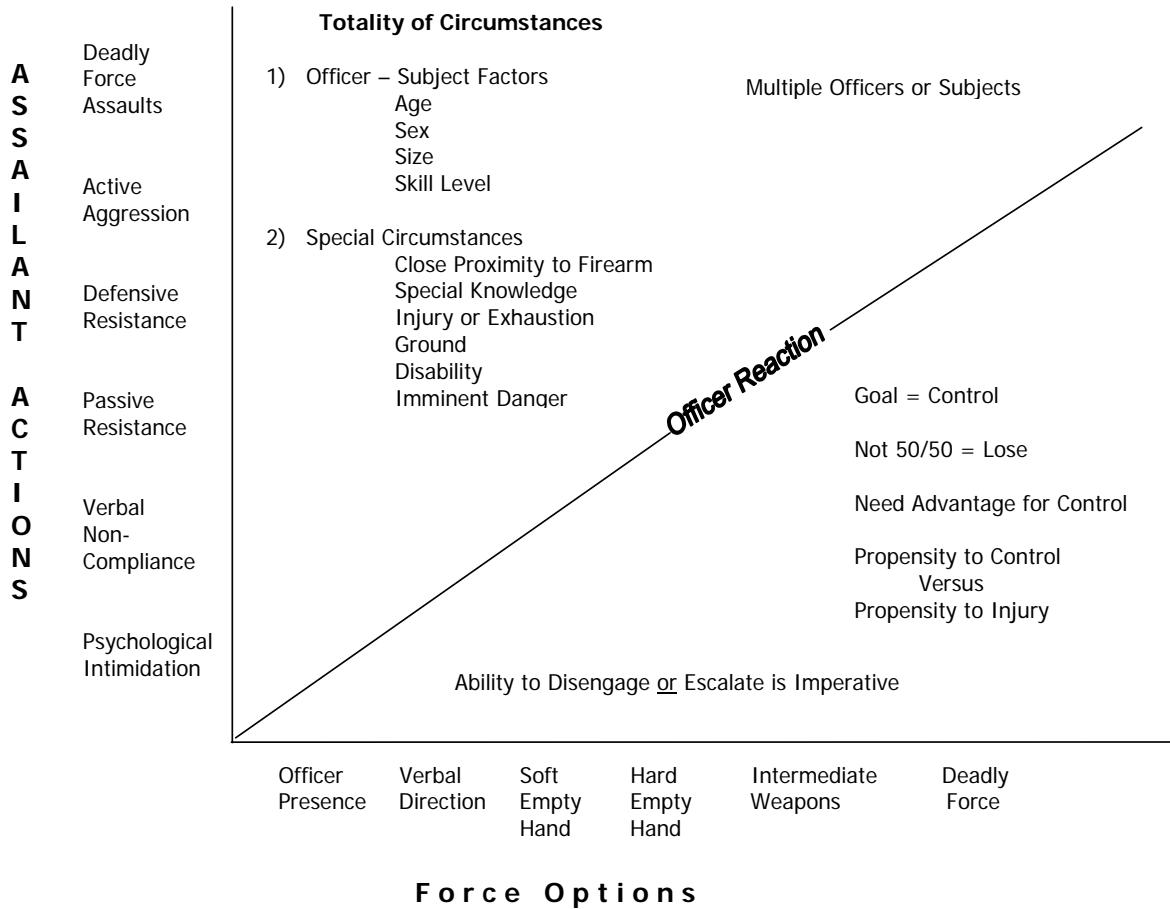 Totality of Circumstances
ASSAILANT ACTIONS
Deadly
Force
Assaults
Active
Aggression
Defensive
Resistance
Passive
Resistance
Verbal
Non-
Compliance
Psychological
Intimidation
1) Officer – Subject Factors
Age
Sex
Size
Skill Level
2) Special Circumstances
Close Proximity to Firearm
Special Knowledge
Injury or Exhaustion
Ground
Disability
Imminent Danger
Multiple Officers or Subjects
Officer Reaction
Goal = Control
Not 50/50 = Lose
Need Advantage for Control
Propensity to Control
Versus
Propensity to Injury
Ability to Disengage or Escalate is Imperative
Officer
Presence
Verbal
Direction
Soft
Empty
Hand
Hard
Empty
Hand
Intermediate
Weapons
Deadly
Force
Force Options